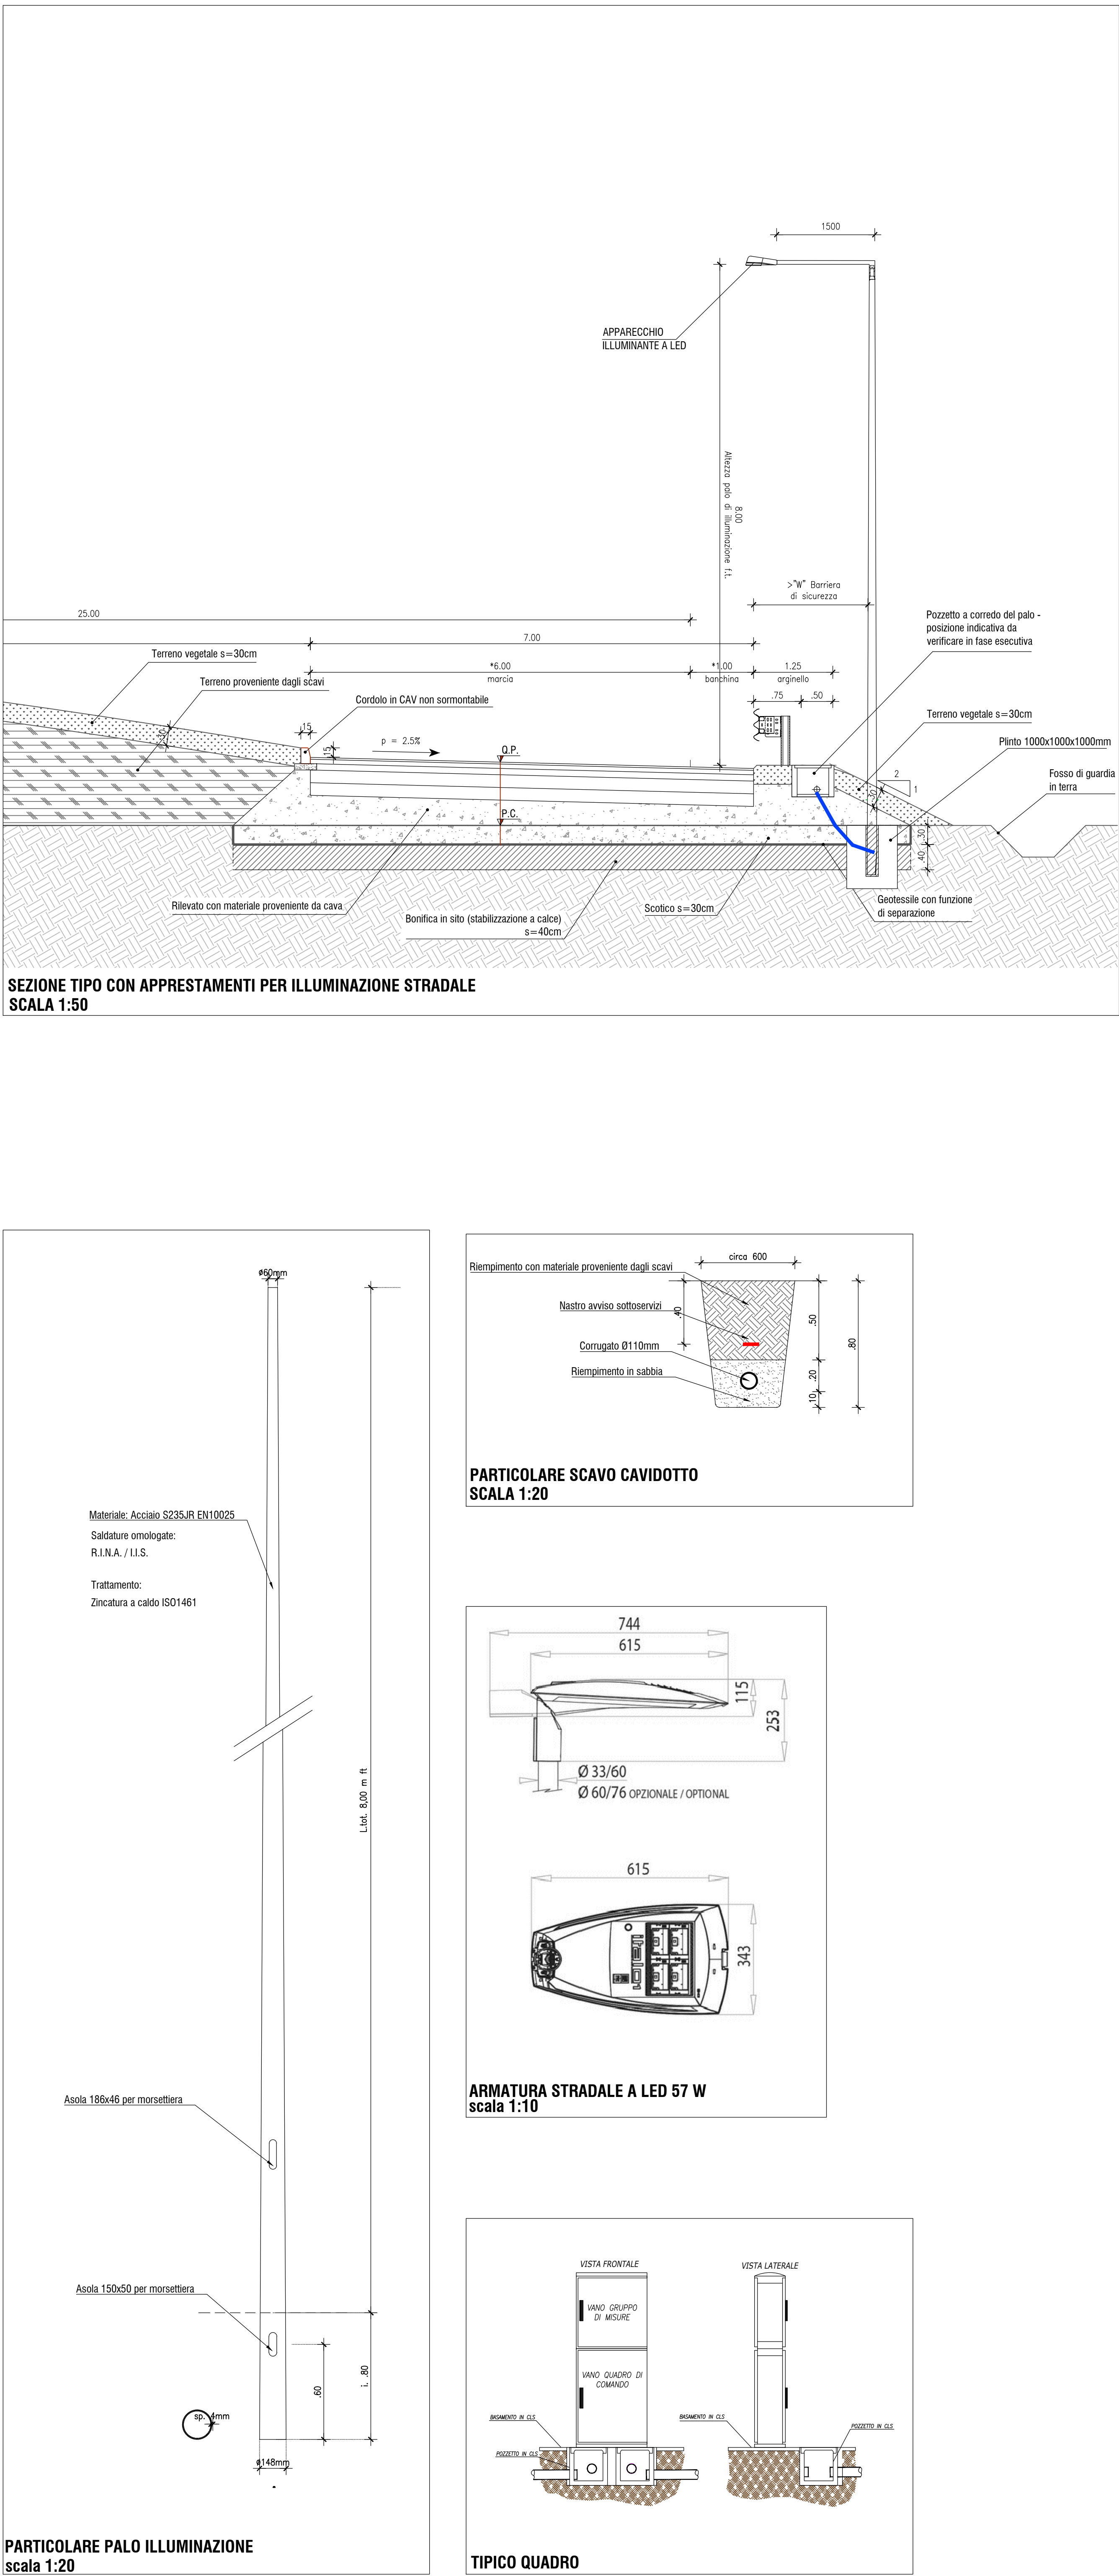 1500
APPARECCHIO
ILLUMINANTE A LED
8.00
Altezza palo di illuminazione f.t.
>"W" Barriera
di sicurezza
25.00
7.00
*6.00
marcia
*1.00
banchina
1.25
arginello
.75
.50
Pozzetto a corredo del palo -
posizione indicativa da
verificare in fase esecutiva
Terreno vegetale s=30cm
Terreno proveniente dagli scavi
Cordolo in CAV non sormontabile
.15
.15
.30
p = 2.5%
Q.P.
P.C.
Terreno vegetale s=30cm
Plinto 1000x1000x1000mm
Fosso di guardia
in terra
2
1
.30
.30
.40
Rilevato con materiale proveniente da cava
Bonifica in sito (stabilizzazione a calce)
s=40cm
Scotico s=30cm
Geotessile con funzione
di separazione
SEZIONE TIPO CON APPRESTAMENTI PER ILLUMINAZIONE STRADALE
SCALA 1:50
ø60mm
Materiale: Acciaio S235JR EN10025
Saldature omologate:
R.I.N.A. / I.I.S.
Trattamento:
Zincatura a caldo ISO1461
L.tot. 8,00 m ft
Asola 186x46 per morsettiera
Asola 150x50 per morsettiera
.60
i. .80
sp. 4mm
ø148mm
PARTICOLARE PALO ILLUMINAZIONE
scala 1:20
circa 600
Riempimento con materiale proveniente dagli scavi
Nastro avviso sottoservizi
Corrugato Ø110mm
Riempimento in sabbia
.40
.50
.20
.10
.80
PARTICOLARE SCAVO CAVIDOTTO
SCALA 1:20
744
615
115
253
Ø 33/60
Ø 60/76 OPZIONALE / OPTIONAL
615
343
ARMATURA STRADALE A LED 57 W
scala 1:10
VISTA FRONTALE
VISTA LATERALE
VANO GRUPPO
DI MISURE
VANO QUADRO DI
COMANDO
BASAMENTO IN CLS
POZZETTO IN CLS
BASAMENTO IN CLS
POZZETTO IN CLS
TIPICO QUADRO